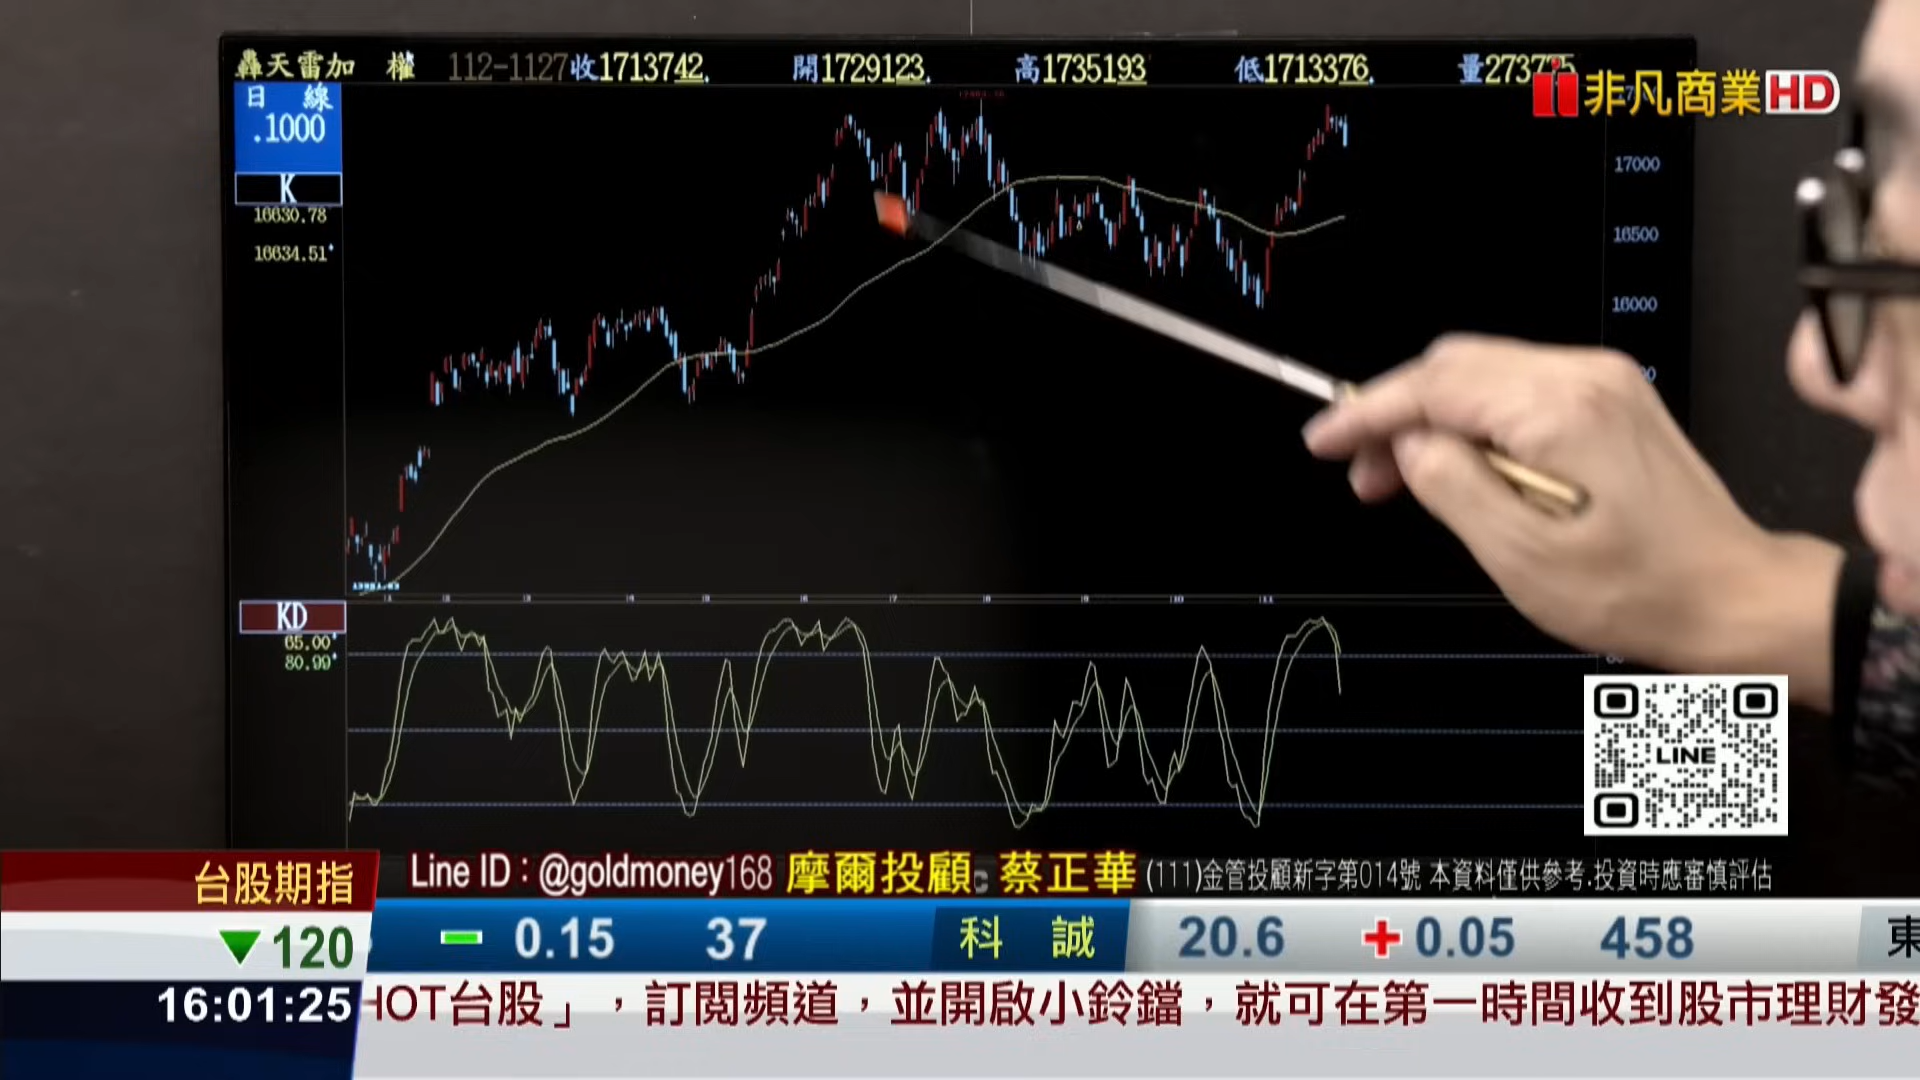 轟天雷加 權 112-1127 收1713742. 開1729123. 高1735193 低1713376. 量273735
非凡商業HD
日 線
.1000
K
16630.78
16634.51
17000
16500
16000
KD
65.00
80.99
LINE
台股期指
Line ID：@goldmoney168 摩爾投顧 蔡正華 (111)金管投顧新字第014號 本資料僅供參考.投資時應審慎評估
▼120
0.15 37 科 誠 20.6 +0.05 458 東
16:01:25
HOT台股」，訂閱頻道，並開啟小鈴鐺，就可在第一時間收到股市理財發